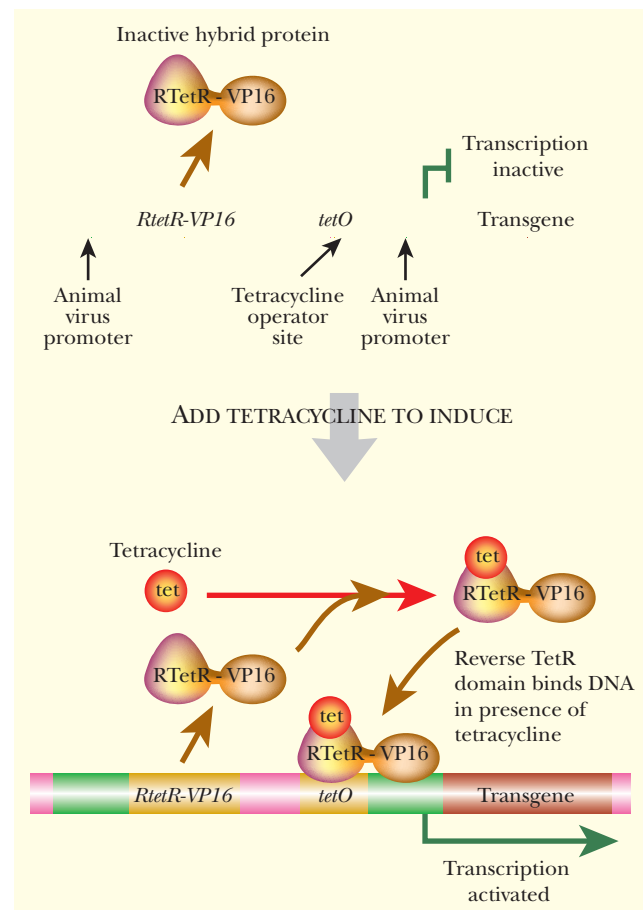 Inactive hybrid protein
RTetR - VP16
Transcription
inactive
RtetR-VP16
tetO
Transgene
Animal
virus
promoter
Tetracycline
operator
site
Animal
virus
promoter
ADD TETRACYCLINE TO INDUCE
Tetracycline
tet
tet
RTetR - VP16
RTetR - VP16
Reverse TetR
domain binds DNA
in presence of
tetracycline
tet
RTetR - VP16
RtetR-VP16
tetO
Transgene
Transcription
activated